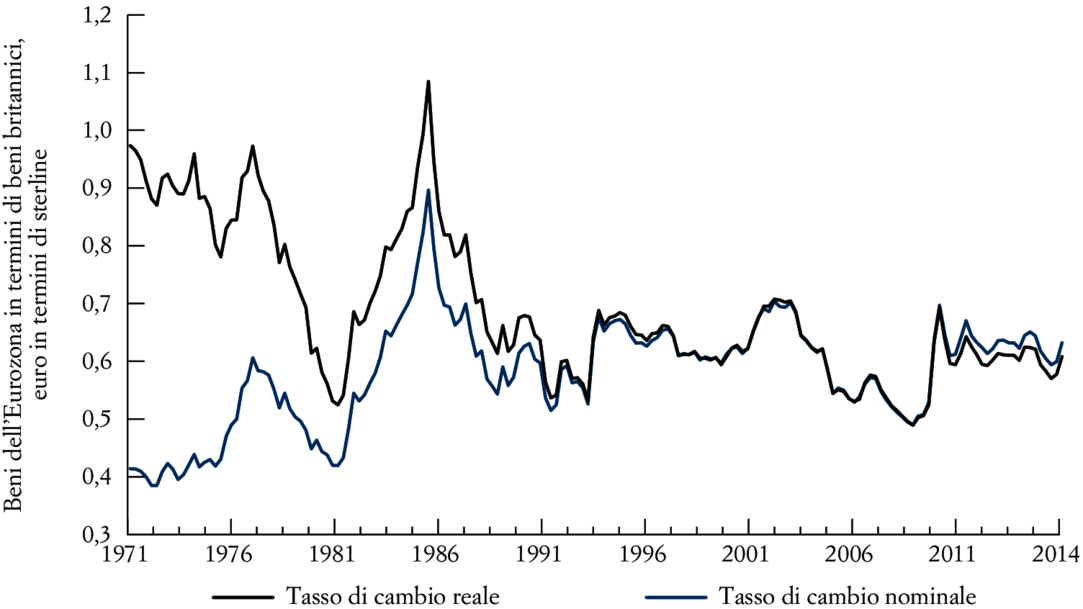 Beni dell'Eurozona in termini di beni britannici,
euro in termini di sterline
1,2
1,1
1,0
0,9
0,8
0,7
0,6
0,5
0,4
0,3
1971 1976 1981 1986 1991 1996 2001 2006 2011 2014
Tasso di cambio reale Tasso di cambio nominale